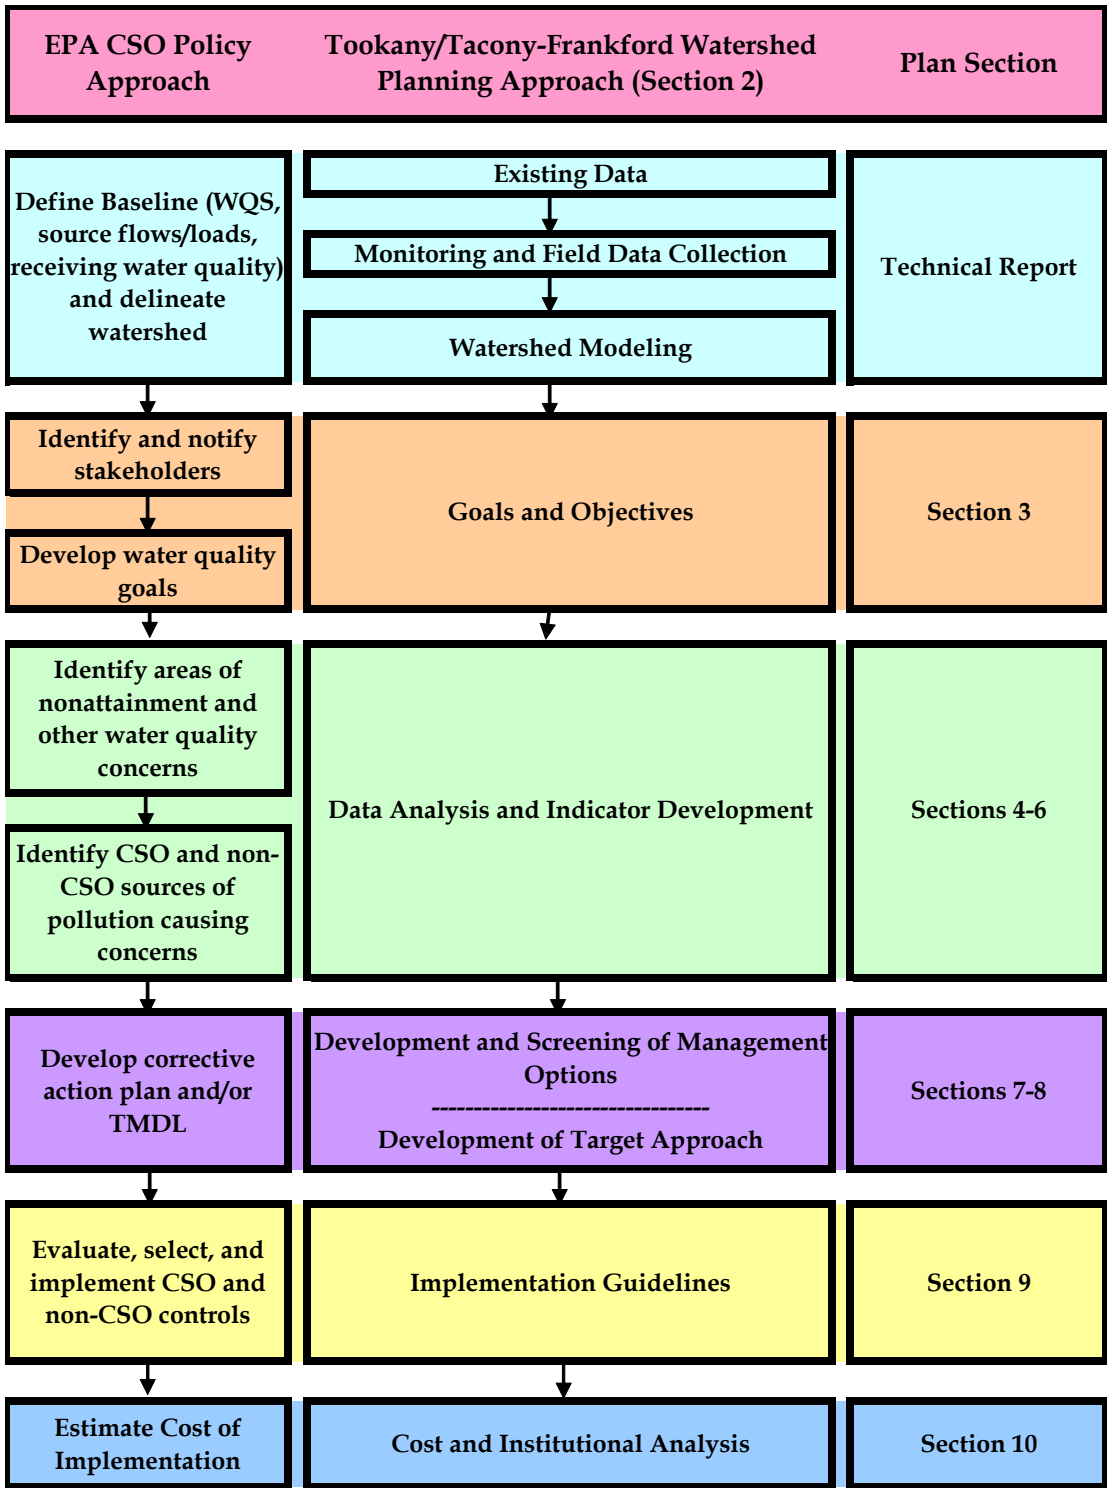 EPA CSO Policy
Approach
Tookany/Tacony-Frankford Watershed
Planning Approach (Section 2)
Plan Section
Define Baseline (WQS,
source flows/loads,
receiving water quality)
and delineate
watershed
Existing Data
Monitoring and Field Data Collection
Watershed Modeling
Technical Report
Identify and notify
stakeholders
Develop water quality
goals
Goals and Objectives
Section 3
Identify areas of
nonattainment and
other water quality
concerns
Identify CSO and non-
CSO sources of
pollution causing
concerns
Data Analysis and Indicator Development
Sections 4-6
Develop corrective
action plan and/or
TMDL
Development and Screening of Management
Options
---------------------------------
Development of Target Approach
Sections 7-8
Evaluate, select, and
implement CSO and
non-CSO controls
Implementation Guidelines
Section 9
Estimate Cost of
Implementation
Cost and Institutional Analysis
Section 10